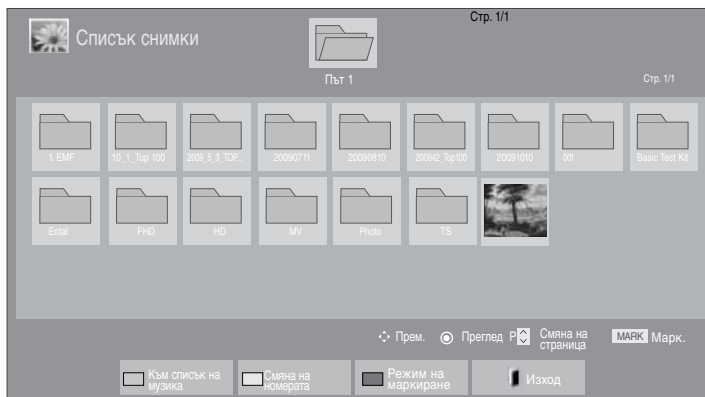 Стр. 1/1
Списък снимки
Път 1
Стр. 1/1
1. EMF
10_1_Top 100
2009_5_3_TOP...
20090711
20090810
200942_Top100
20091010
001
Basic Test Kit
Ental
FHD
HD
MV
Photo
TS
Прем.
Преглед
P
Смяна на
страница
MARK Марк.
Към списък на
музика
Смяна на
номерата
Режим на
маркиране
Изход